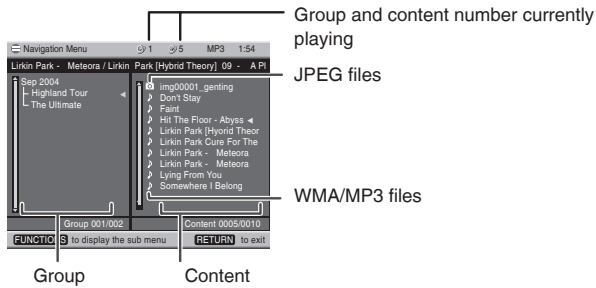 Group and content number currently
playing
Navigation Menu 1 5 MP3 1:54
Lirkin Park - Meteora / Lirkin Park [Hybrid Theory] 09 - A Pl
JPEG files
Sep 2004
Highland Tour
The Ultimate
img00001_genting
Don't Stay
Faint
Hit The Floor - Abyss
Lirkin Park [Hyorid Theor
Lirkin Park Cure For The
Lirkin Park - Meteora
Lirkin Park - Meteora
Lying From You
Somewhere I Belong
WMA/MP3 files
Group 001/002 Content 0005/0010
FUNCTIONS to display the sub menu RETURN to exit
Group Content